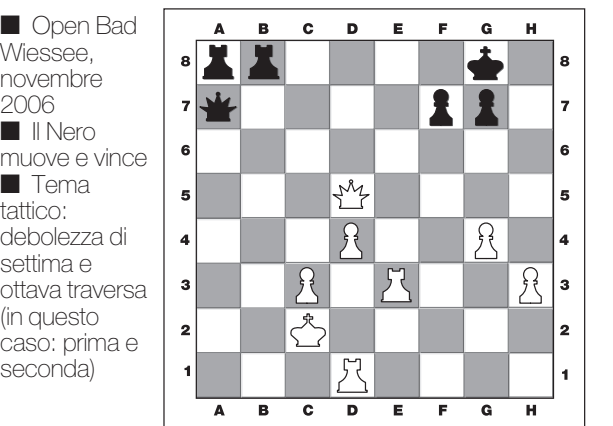 ■ Open Bad
Wiessee,
novembre
2006
■ Il Nero
muove e vince
■ Tema
tattico:
debolezza di
settima e
ottava traversa
(in questo
caso: prima e
seconda)
A B C D E F G H
8 8
7 7
6 6
5 5
4 4
3 3
2 2
1 1
A B C D E F G H